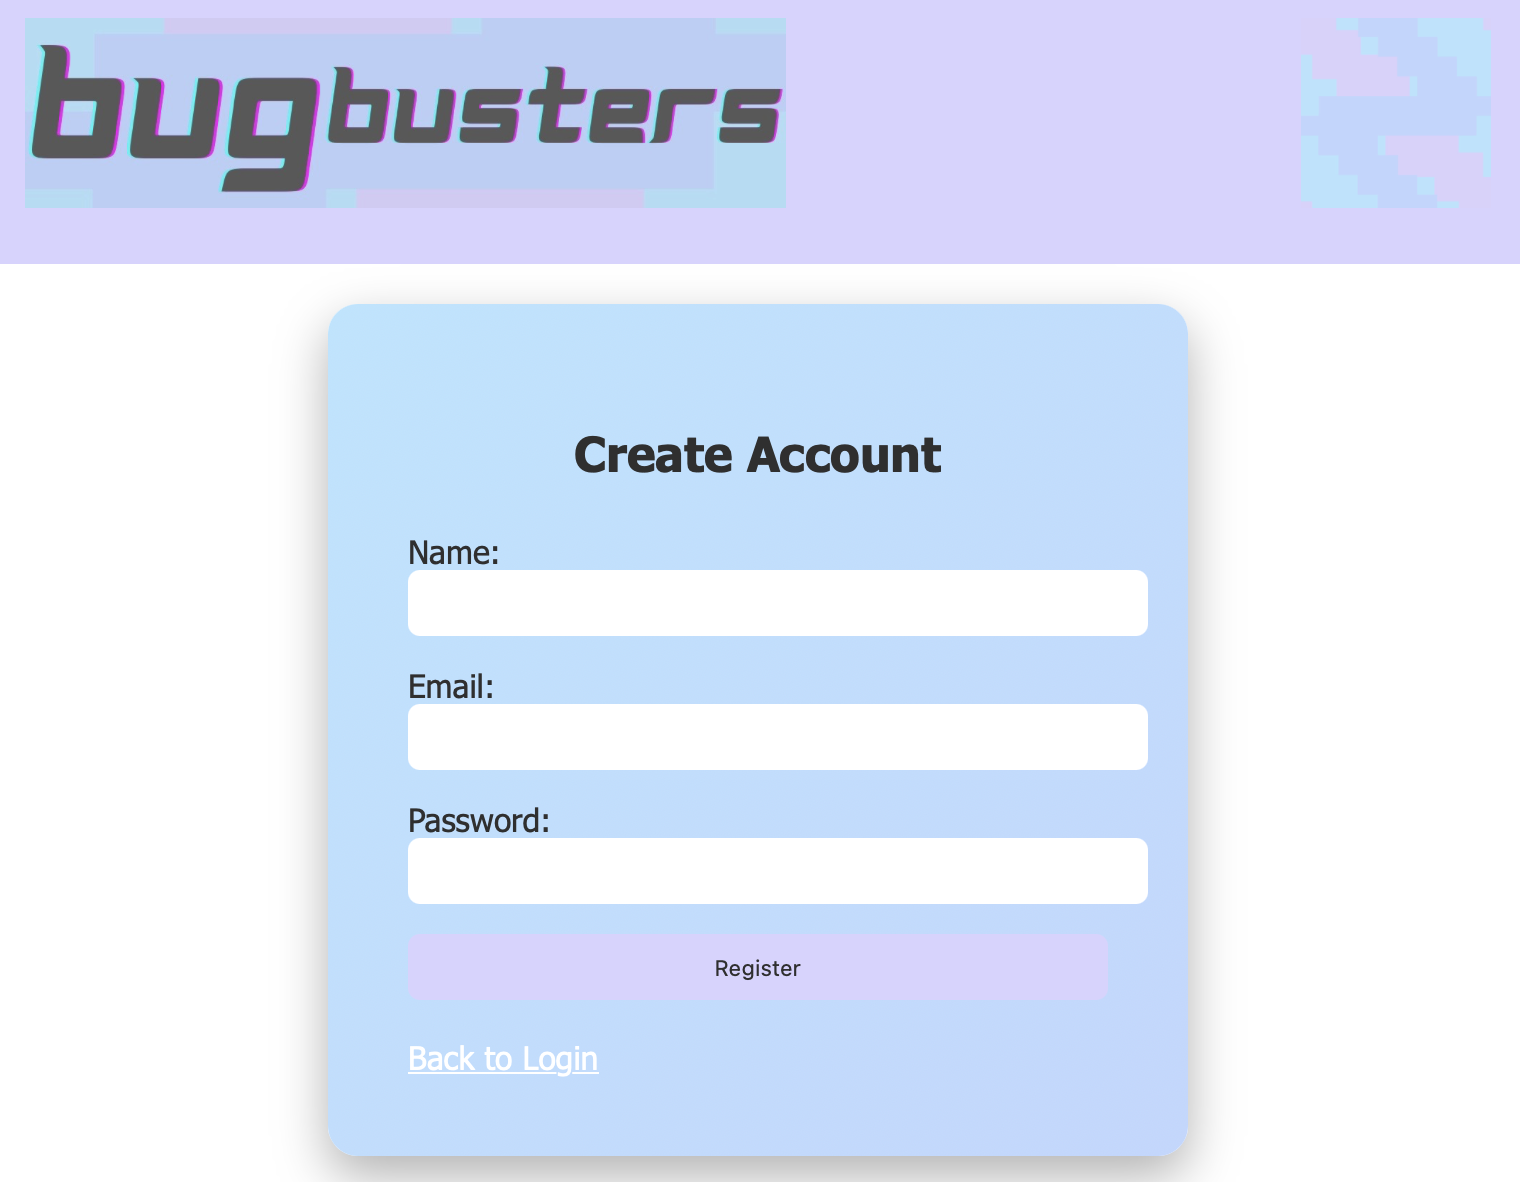 bugbusters
Create Account
Name:
Email:
Password:
Register
Back to Login